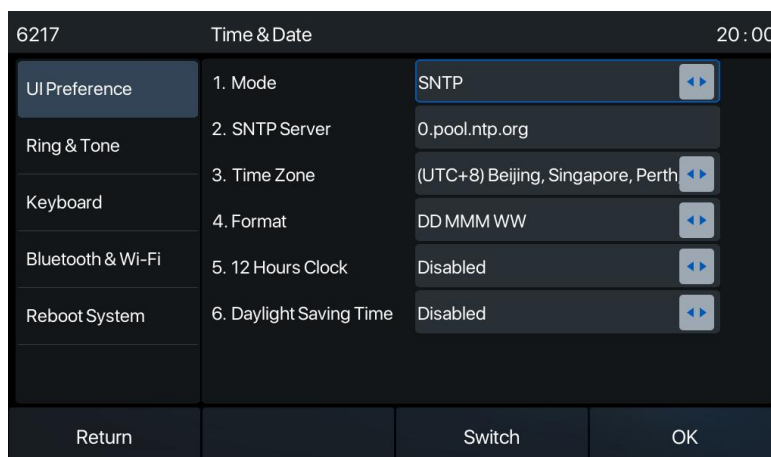 6217 Time & Date 20:00
UI Preference
Ring & Tone
Keyboard
Bluetooth & Wi-Fi
Reboot System
1. Mode SNTP
2. SNTP Server 0.pool.ntp.org
3. Time Zone (UTC+8) Beijing, Singapore, Perth,
4. Format DD MMM WW
5. 12 Hours Clock Disabled
6. Daylight Saving Time Disabled
Return Switch OK